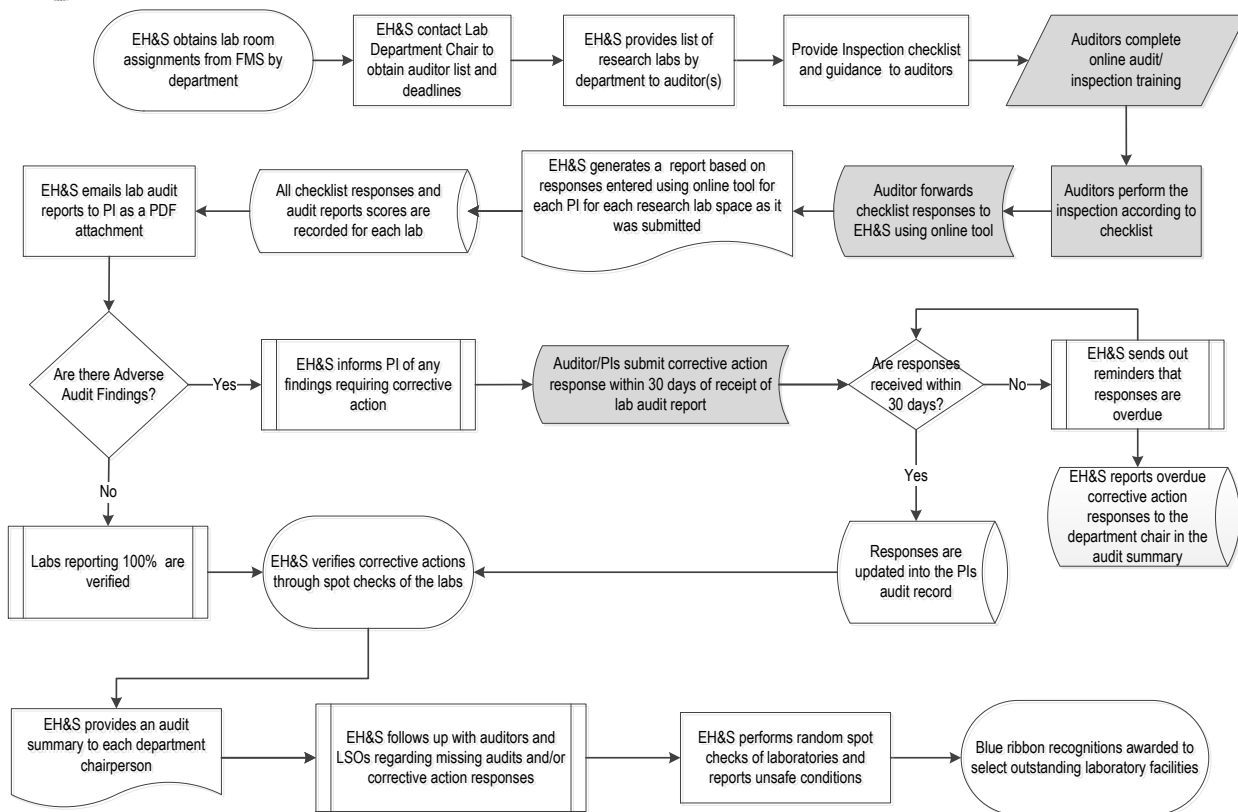 EH&S obtains lab room
assignments from FMS by
department
EH&S contact Lab
Department Chair to
obtain auditor list and
deadlines
EH&S provides list of
research labs by
department to auditor(s)
Provide Inspection checklist
and guidance to auditors
Auditors complete
online audit/
inspection training
EH&S emails lab audit
reports to PI as a PDF
attachment
All checklist responses and
audit reports scores are
recorded for each lab
EH&S generates a report based on
responses entered using online tool for
each PI for each research lab space as it
was submitted
Auditor forwards
checklist responses to
EH&S using online tool
Auditors perform the
inspection according to
checklist
Are there Adverse
Audit Findings?
Yes
EH&S informs PI of any
findings requiring corrective
action
Auditor/PIs submit corrective action
response within 30 days of receipt of
lab audit report
Are responses
received within
30 days?
No
EH&S sends out
reminders that
responses are
overdue
No
Yes
EH&S reports overdue
corrective action
responses to the
department chair in the
audit summary
Labs reporting 100% are
verified
EH&S verifies corrective actions
through spot checks of the labs
Responses are
updated into the PIs
audit record
EH&S provides an audit
summary to each department
chairperson
EH&S follows up with auditors and
LSOs regarding missing audits and/or
corrective action responses
EH&S performs random spot
checks of laboratories and
reports unsafe conditions
Blue ribbon recognitions awarded to
select outstanding laboratory facilities